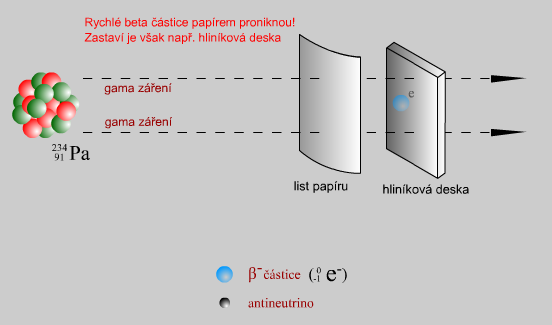 Rychlé beta částice papírem proniknou!
Zastaví je však např. hliníková deska
gama záření
e
gama záření
234
91 Pa
list papíru
hliníková deska
β⁻ částice (⁰₋₁ e⁻)
antineutrino